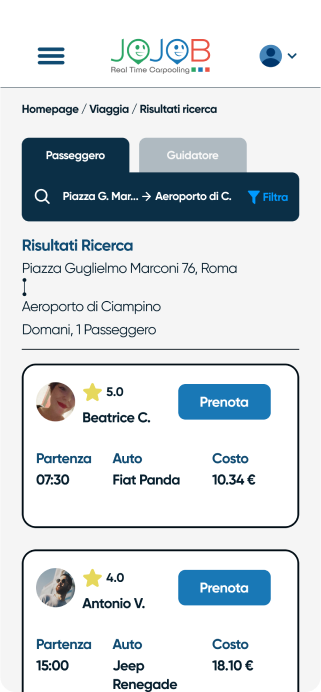 JOJOB
Real Time Carpooling
Homepage / Viaggia / Risultati ricerca
Passeggero
Guidatore
Piazza G. Mar... → Aeroporto di C.
Filtra
Risultati Ricerca
Piazza Guglielmo Marconi 76, Roma
Aeroporto di Ciampino
Domani, 1 Passeggero
5.0
Beatrice C.
Prenota
Partenza Auto Costo
07:30 Fiat Panda 10.34 €
4.0
Antonio V.
Prenota
Partenza Auto Costo
15:00 Jeep 18.10 €
Renegade